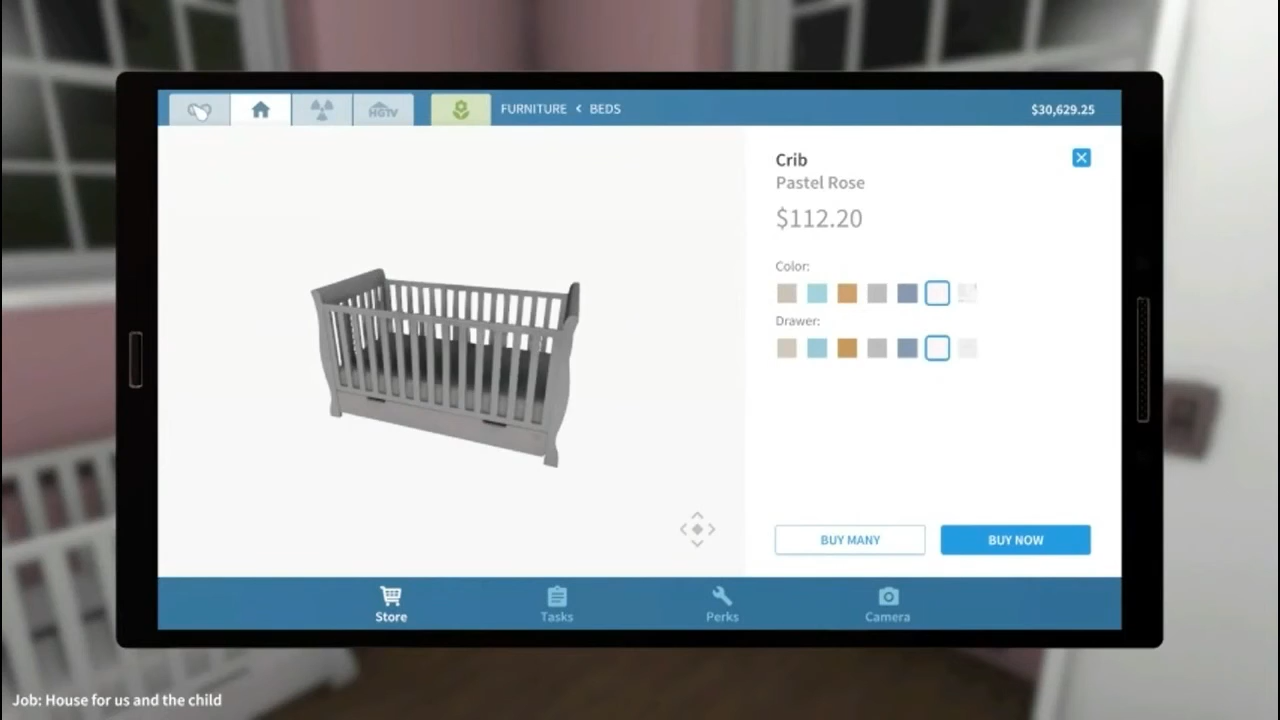 HGTV
FURNITURE < BEDS
$30,629.25
Crib
Pastel Rose
$112.20
Color:
Drawer:
BUY MANY
BUY NOW
Store
Tasks
Perks
Camera
Job: House for us and the child